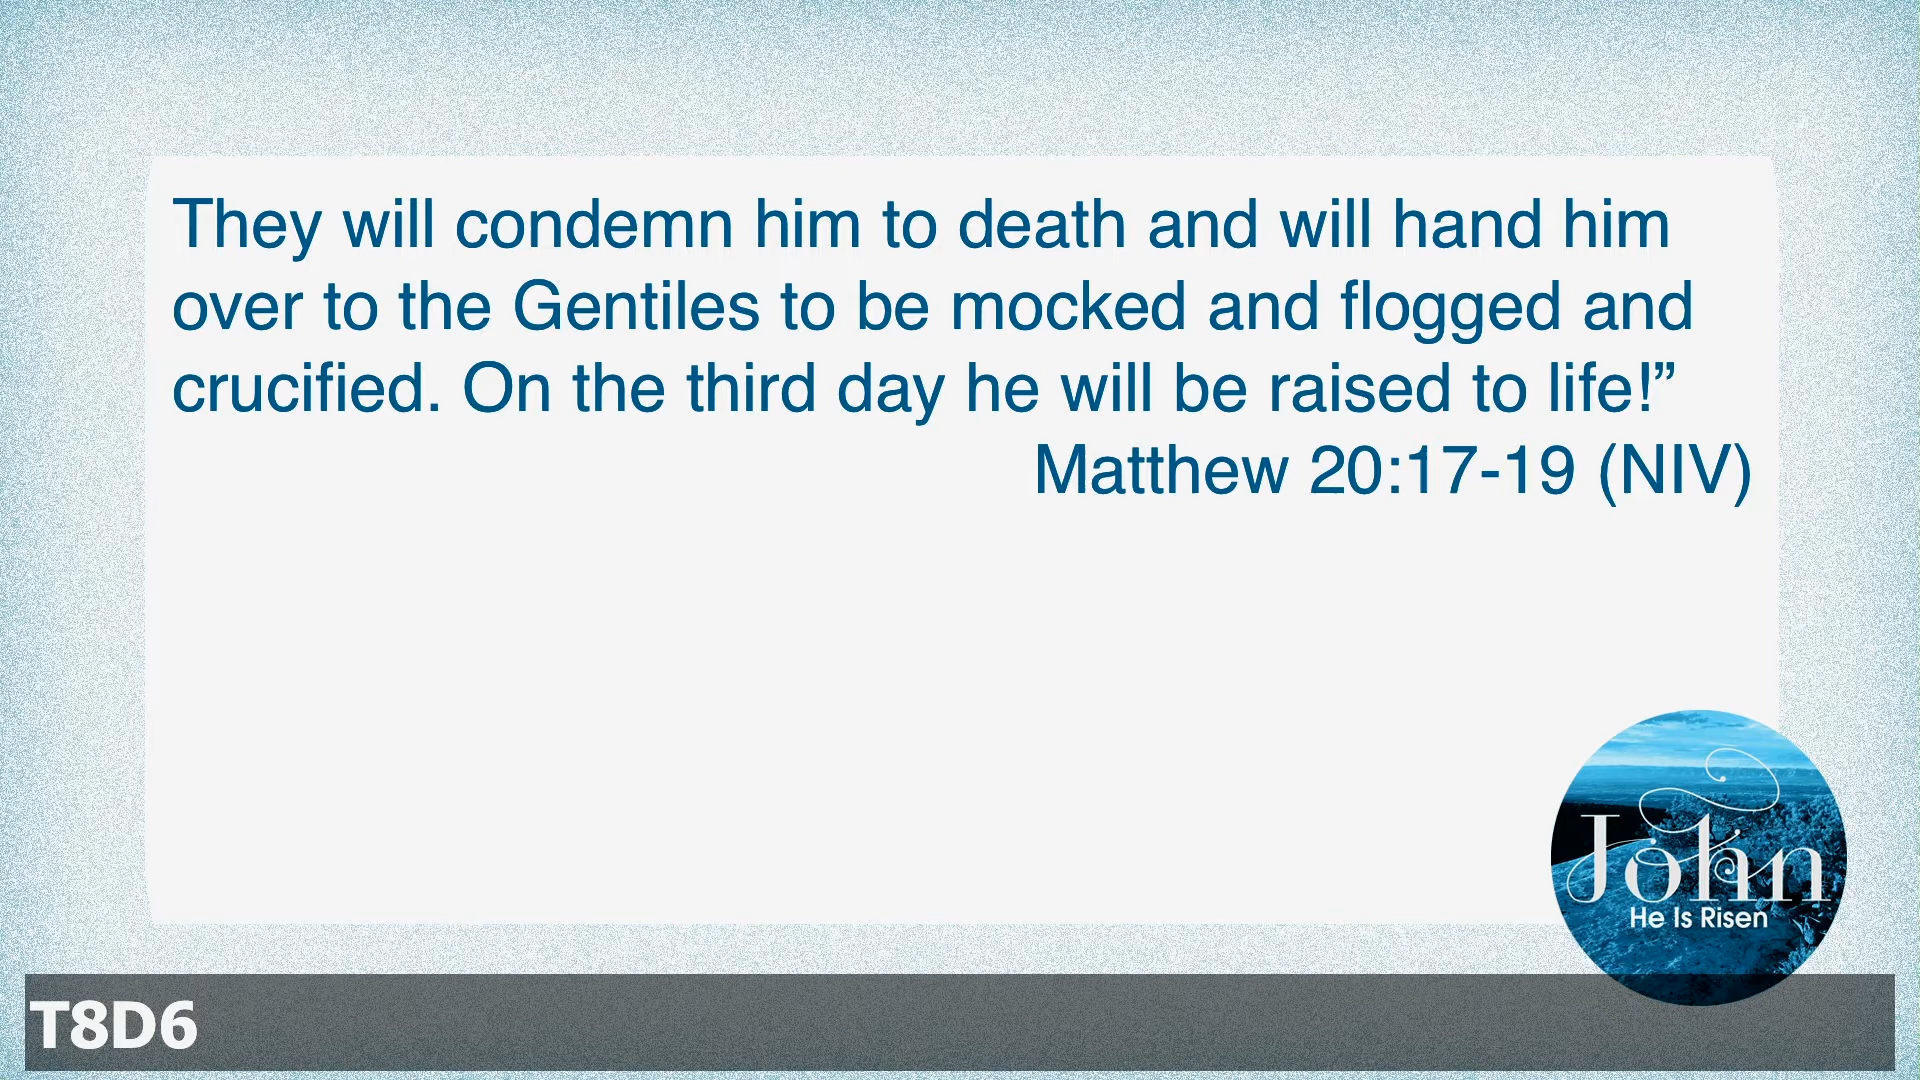 They will condemn him to death and will hand him
over to the Gentiles to be mocked and flogged and
crucified. On the third day he will be raised to life!”
Matthew 20:17-19 (NIV)
John
He Is Risen
T8D6